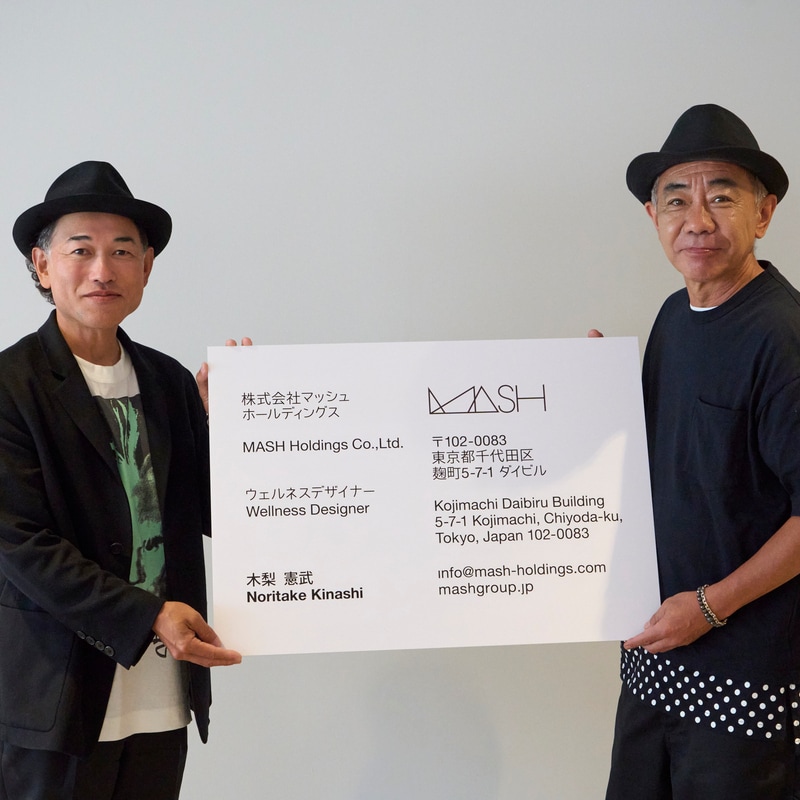 株式会社マッシュ
ホールディングス
MASH Holdings Co.,Ltd.
ウェルネスデザイナー
Wellness Designer
木梨 憲武
Noritake Kinashi
MASH
〒102-0083
東京都千代田区
麹町5-7-1 ダイビル
Kojimachi Daibiru Building
5-7-1 Kojimachi, Chiyoda-ku,
Tokyo, Japan 102-0083
info@mash-holdings.com
mashgroup.jp